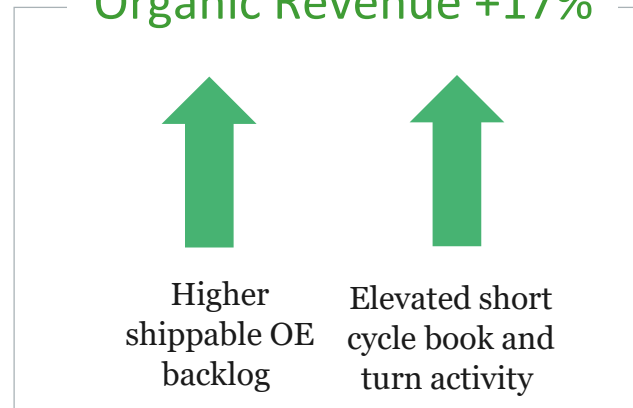 Organic Revenue +17%
Higher
shippable OE
backlog
Elevated short
cycle book and
turn activity